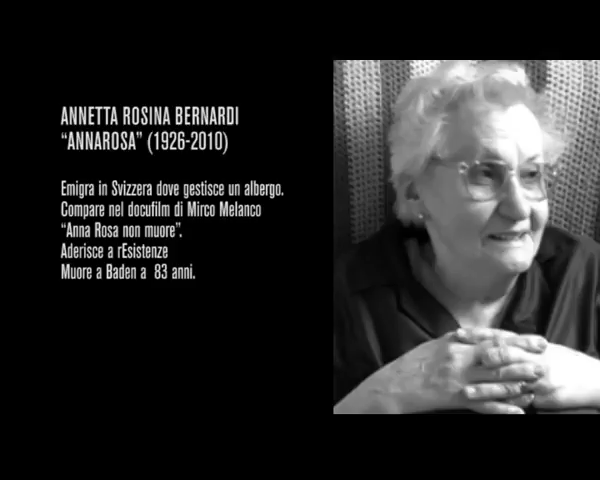 ANNETTA ROSINA BERNARDI
“ANNAROSA” (1926-2010)
Emigra in Svizzera dove gestisce un albergo.
Compare nel docufilm di Mirco Melanco
“Anna Rosa non muore”.
Aderisce a rEsistenze
Muore a Baden a 83 anni.